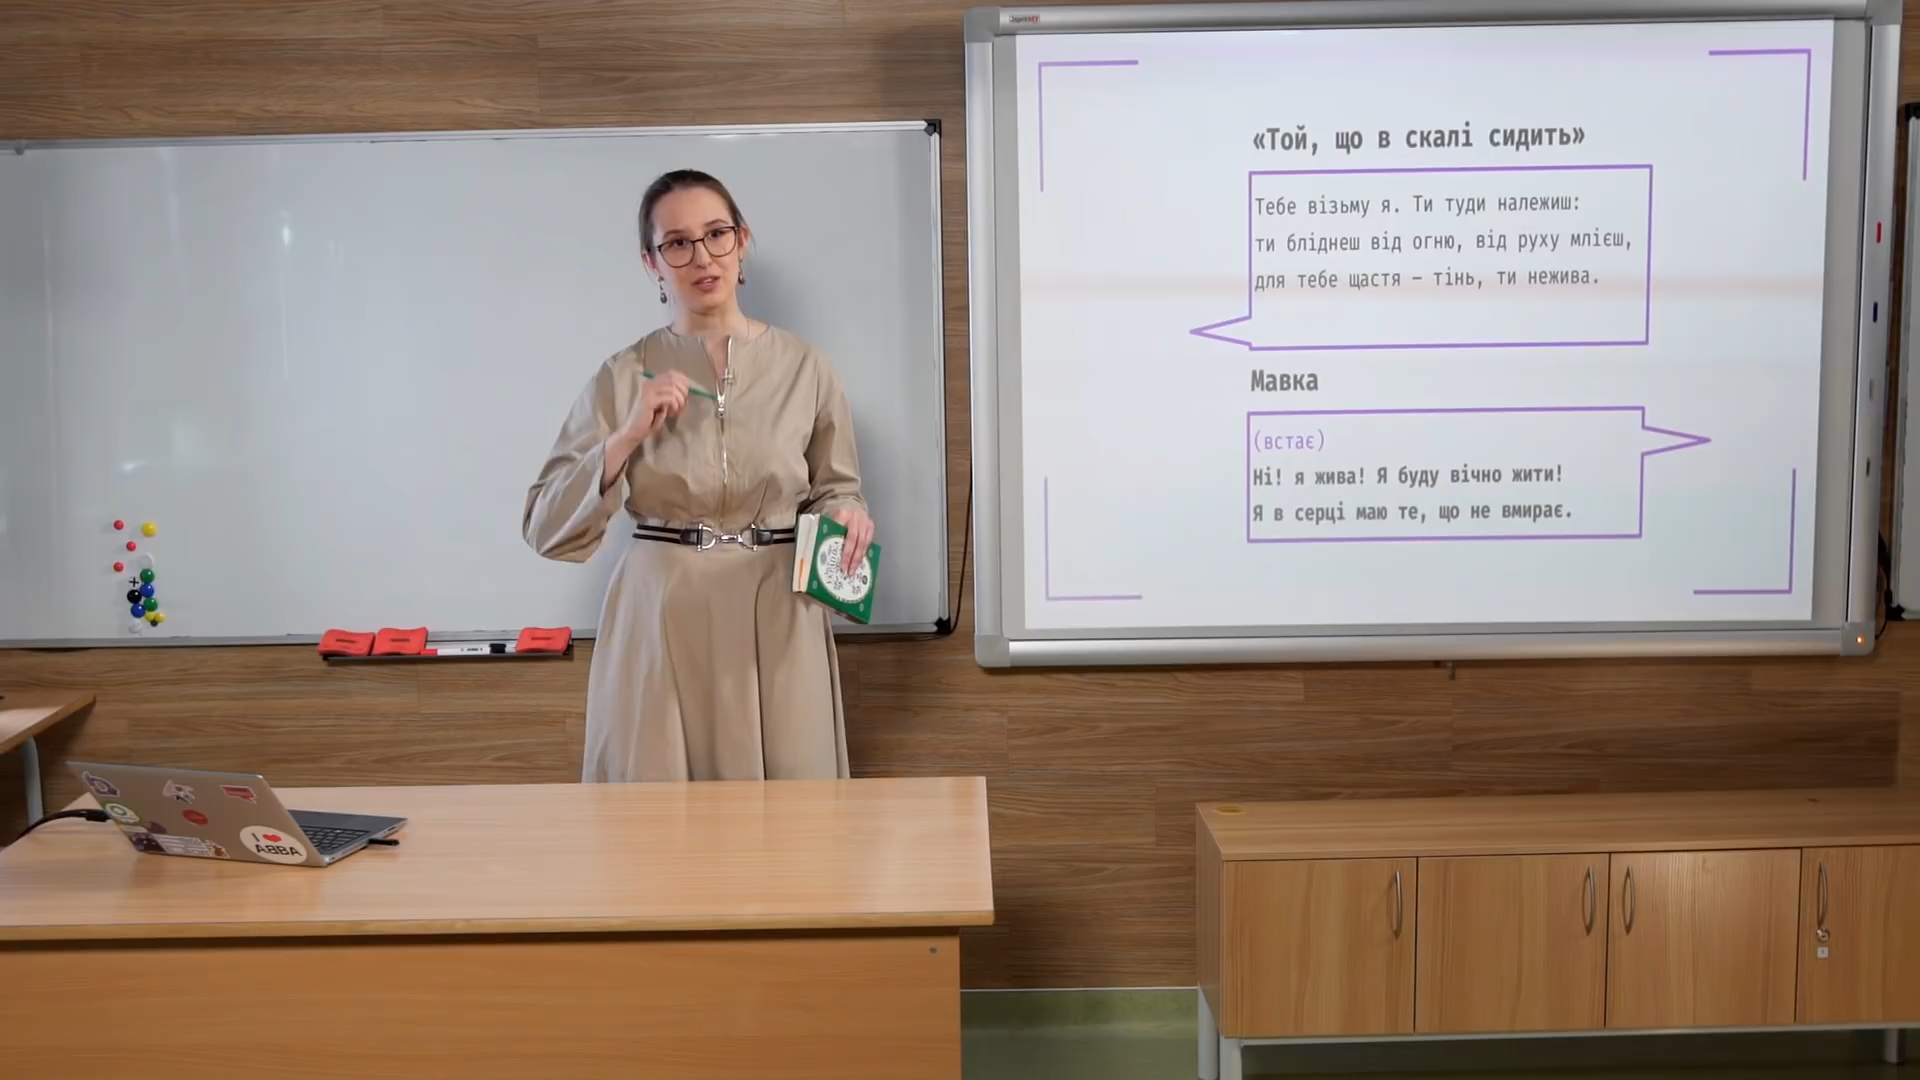 «Той, що в скалі сидить»
Тебе візьму я. Ти туди належиш:
ти бліднеш від огню, від руху млієш,
для тебе щастя – тінь, ти нежива.
Мавка
(встає)
Ні! я жива! Я буду вічно жити!
Я в серці маю те, що не вмирає.
I ❤ ABBA